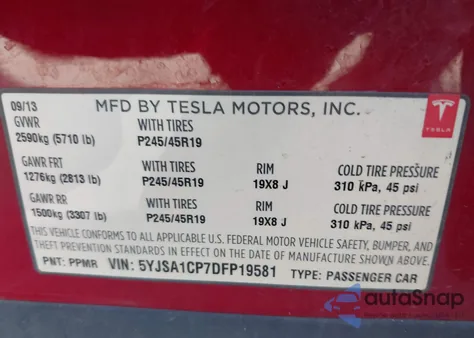 09/13 MFD BY TESLA MOTORS, INC.
TESLA
GVWR WITH TIRES
2590kg (5710 lb) P245/45R19
GAWR FRT WITH TIRES RIM COLD TIRE PRESSURE
1276kg (2813 lb) P245/45R19 19X8 J 310 kPa, 45 psi
GAWR RR WITH TIRES RIM COLD TIRE PRESSURE
1500kg (3307 lb) P245/45R19 19X8 J 310 kPa, 45 psi
THIS VEHICLE CONFORMS TO ALL APPLICABLE U.S. FEDERAL MOTOR VEHICLE SAFETY, BUMPER, AND
THEFT PREVENTION STANDARDS IN EFFECT ON THE DATE OF MANUFACTURE SHOWN ABOVE.
PNT: PPMR VIN: 5YJSA1CP7DFP19581 TYPE: PASSENGER CAR
autoSnap